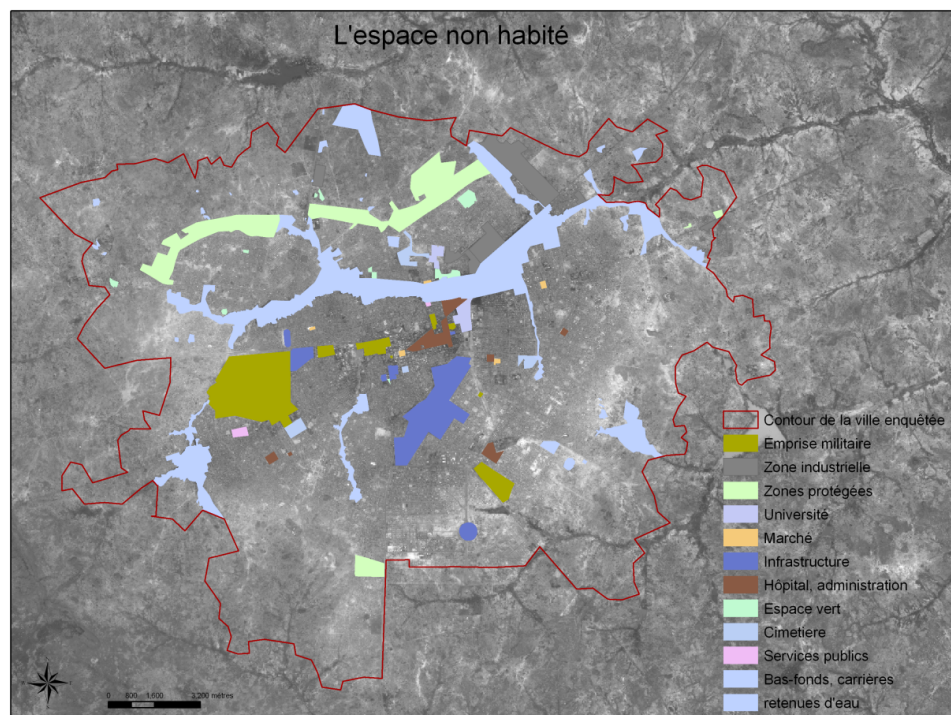 L'espace non habité
Contour de la ville enquêtée
Emprise militaire
Zone industrielle
Zones protégées
Université
Marché
Infrastructure
Hôpital, administration
Espace vert
Cimetiere
Services publics
Bas-fonds, carrières
retenues d'eau
0 800 1,600 3,200 mètres